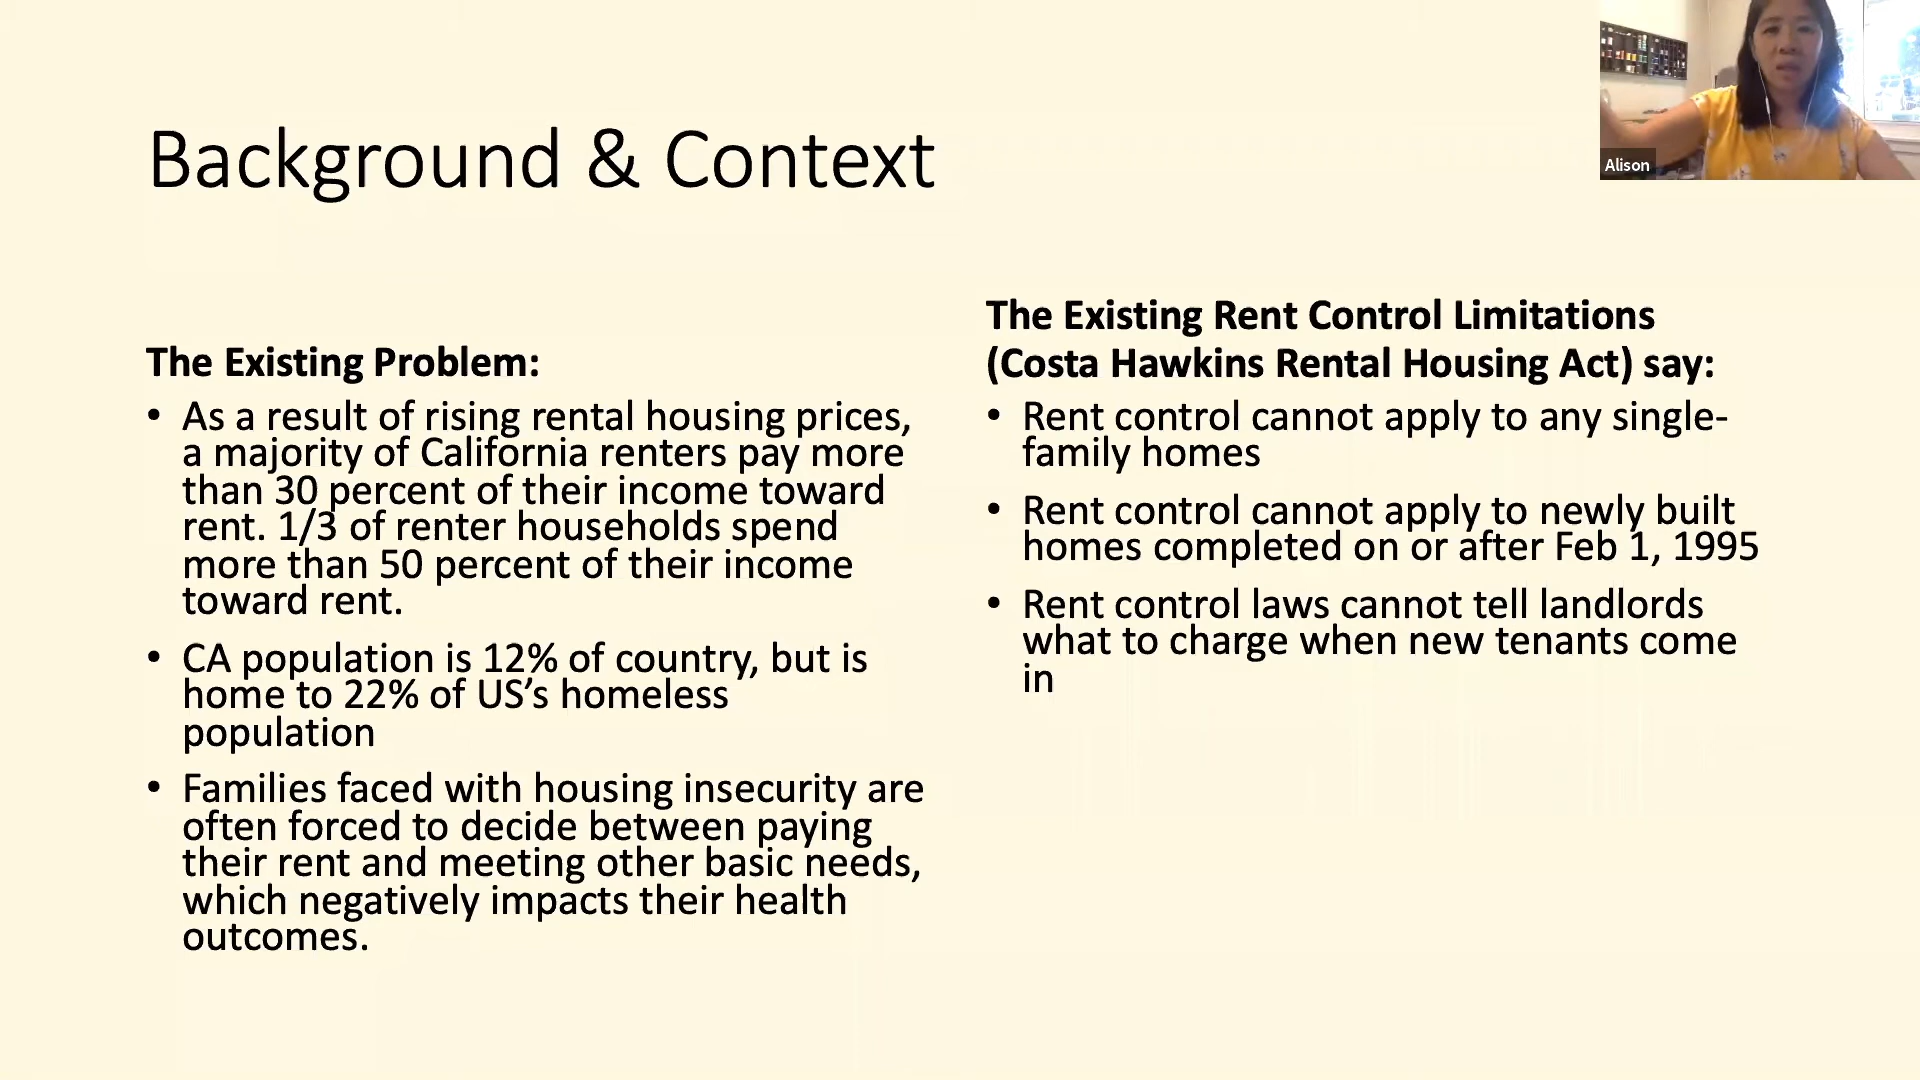 Background & Context
The Existing Problem:
• As a result of rising rental housing prices,
a majority of California renters pay more
than 30 percent of their income toward
rent. 1/3 of renter households spend
more than 50 percent of their income
toward rent.
• CA population is 12% of country, but is
home to 22% of US’s homeless
population
• Families faced with housing insecurity are
often forced to decide between paying
their rent and meeting other basic needs,
which negatively impacts their health
outcomes.
The Existing Rent Control Limitations
(Costa Hawkins Rental Housing Act) say:
• Rent control cannot apply to any single-
family homes
• Rent control cannot apply to newly built
homes completed on or after Feb 1, 1995
• Rent control laws cannot tell landlords
what to charge when new tenants come
in
Alison